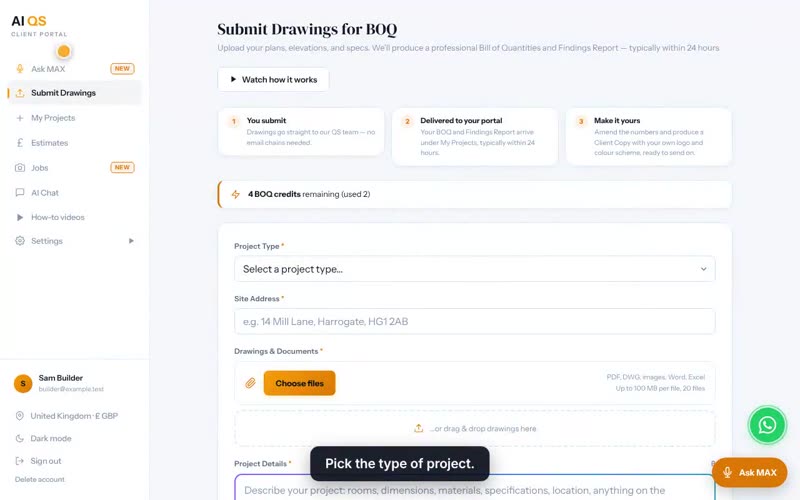 AI QS
CLIENT PORTAL
Ask MAX NEW
Submit Drawings
My Projects
Estimates
Jobs NEW
AI Chat
How-to videos
Settings
S
Sam Builder
builder@example.test
United Kingdom · £ GBP
Dark mode
Sign out
Delete account
Submit Drawings for BOQ
Upload your plans, elevations, and specs. We'll produce a professional Bill of Quantities and Findings Report — typically within 24 hours.
Watch how it works
1 You submit
Drawings go straight to our QS team — no
email chains needed.
2 Delivered to your portal
Your BOQ and Findings Report arrive
under My Projects, typically within 24
hours.
3 Make it yours
Amend the numbers and produce a
Client Copy with your own logo and
colour scheme, ready to send on.
4 BOQ credits remaining (used 2)
Project Type *
Select a project type...
Site Address *
e.g. 14 Mill Lane, Harrogate, HG1 2AB
Drawings & Documents *
Choose files
PDF, DWG, images, Word, Excel
Up to 100 MB per file, 20 files
...or drag & drop drawings here
Project Details *
Pick the type of project.
Describe your project: rooms, dimensions, materials, specifications, location, anything on the
Ask MAX